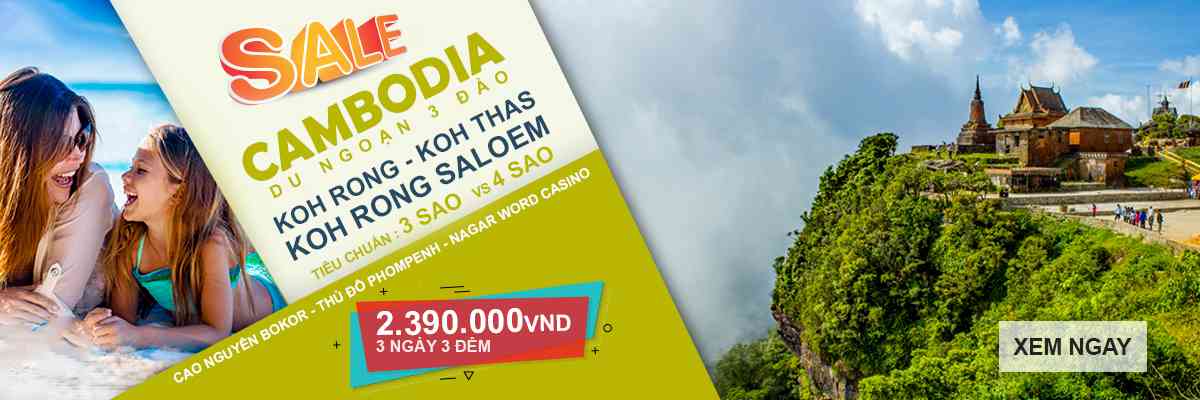 SALE
CAMBODIA
DU NGOẠN 3 ĐẢO
KOH RONG - KOH THAS
KOH RONG SALOEM
TIÊU CHUẨN : 3 SAO VS 4 SAO
CAO NGUYÊN BOKOR - THỦ ĐÔ PHOMPENH - NAGAR WORD CASINO
2.390.000VND
3 NGÀY 3 ĐÊM
XEM NGAY